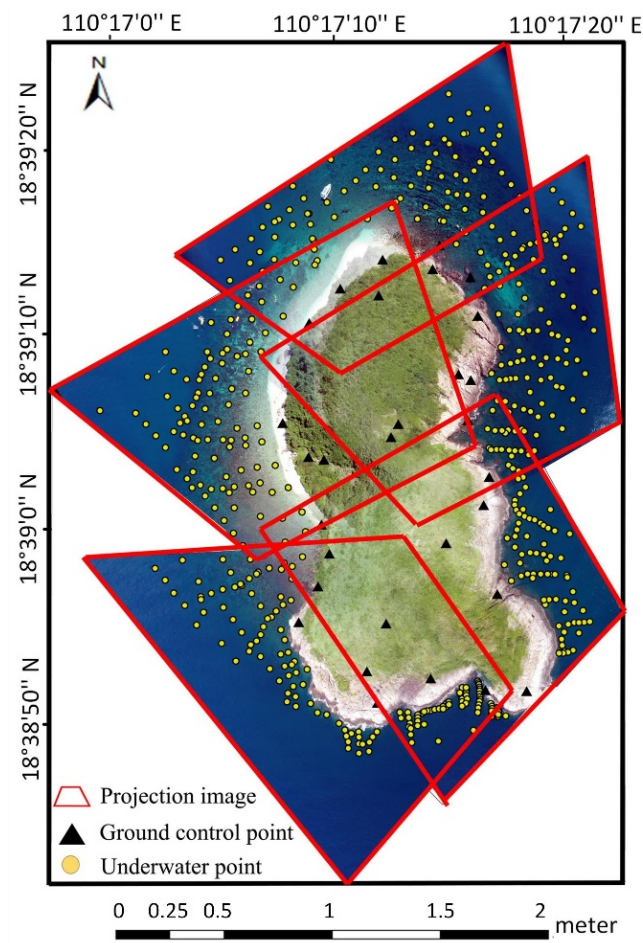 110°17'0'' E 110°17'10'' E 110°17'20'' E
N
18°39'20'' N
18°39'10'' N
18°39'0'' N
18°38'50'' N
Projection image
Ground control point
Underwater point
0 0.25 0.5 1 1.5 2 meter